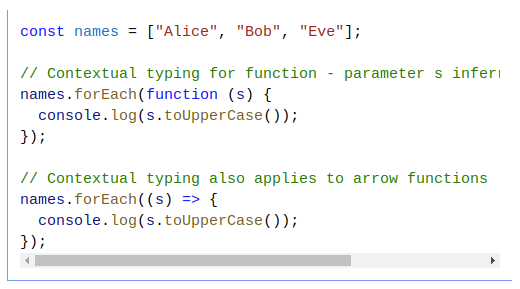 const names = ["Alice", "Bob", "Eve"];
// Contextual typing for function - parameter s
names.forEach(function (s) {
  console.log(s.toUpperCase());
});
// Contextual typing also applies to arrow functions
names.forEach((s) => {
  console.log(s.toUpperCase());
});